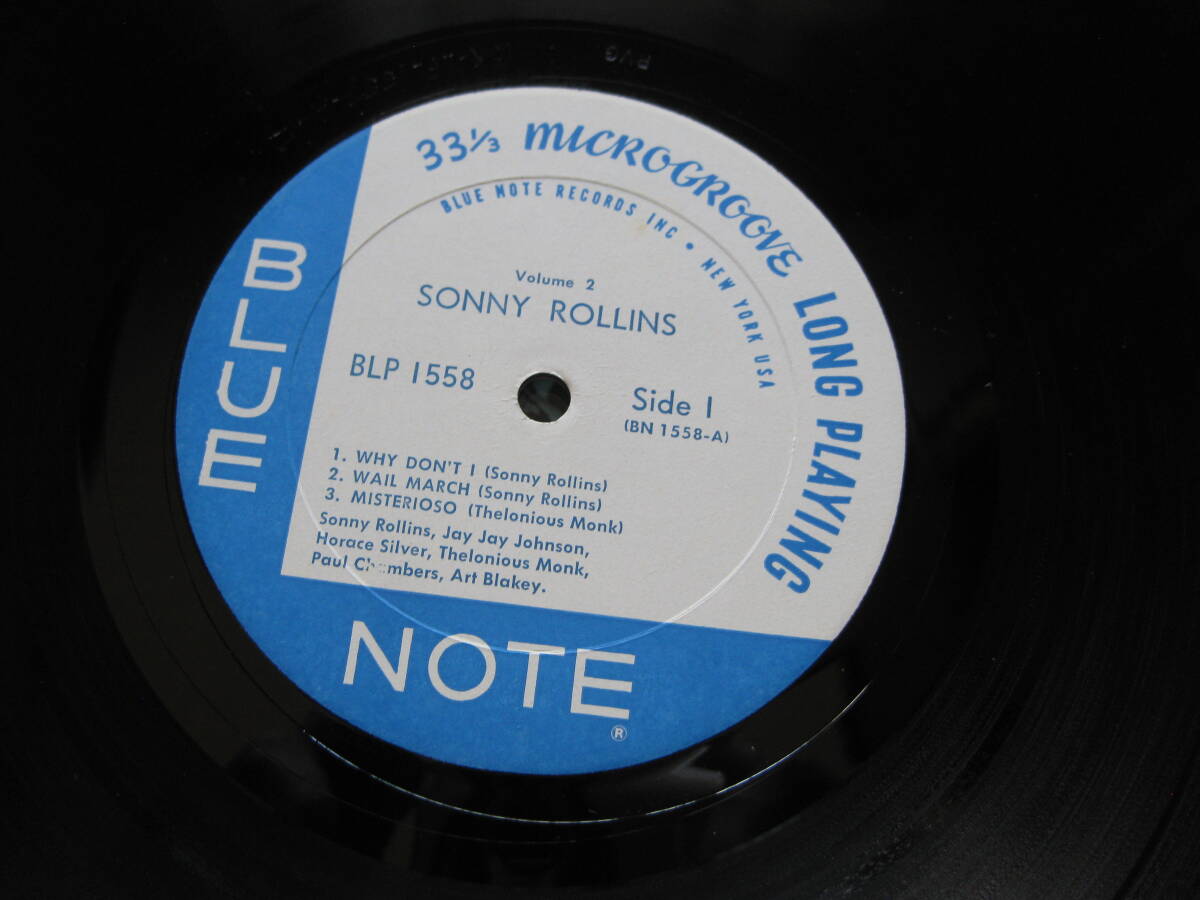 33⅓ MICROGROOVE LONG PLAYING
BLUE NOTE RECORDS INC • NEW YORK USA
Volume 2
SONNY ROLLINS
BLP 1558
Side 1
(BN 1558-A)
1. WHY DON'T I (Sonny Rollins)
2. WAIL MARCH (Sonny Rollins)
3. MISTERIOSO (Thelonious Monk)
Sonny Rollins, Jay Jay Johnson,
Horace Silver, Thelonious Monk,
Paul Chambers, Art Blakey.
BLUE
NOTE
®